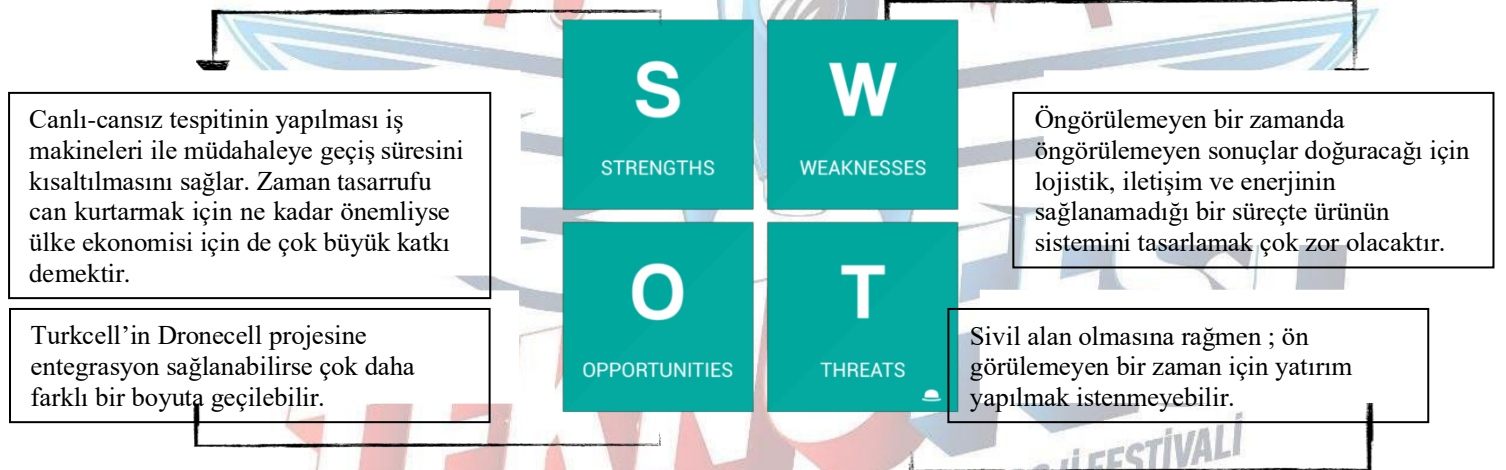 S
STRENGTHS
W
WEAKNESSES
Canlı-cansız tespitinin yapılması iş
makineleri ile müdahaleye geçiş süresini
kısaltılmasını sağlar. Zaman tasarrufu
can kurtarmak için ne kadar önemliyse
ülke ekonomisi için de çok büyük katkı
demektir.
Öngörülemeyen bir zamanda
öngörülemeyen sonuçlar doğuracağı için
lojistik, iletişim ve enerjinin
sağlanamadığı bir süreçte ürünün
sistemini tasarlamak çok zor olacaktır.
O
OPPORTUNITIES
T
THREATS
Turkcell’in Dronecell projesine
entegrasyon sağlanabilirse çok daha
farklı bir boyuta geçilebilir.
Sivil alan olmasına rağmen ; ön
görülemeyen bir zaman için yatırım
yapılmak istenmeyebilir.
FESTİVALİ